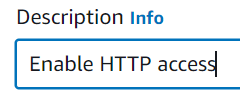 Description Info
Enable HTTP access